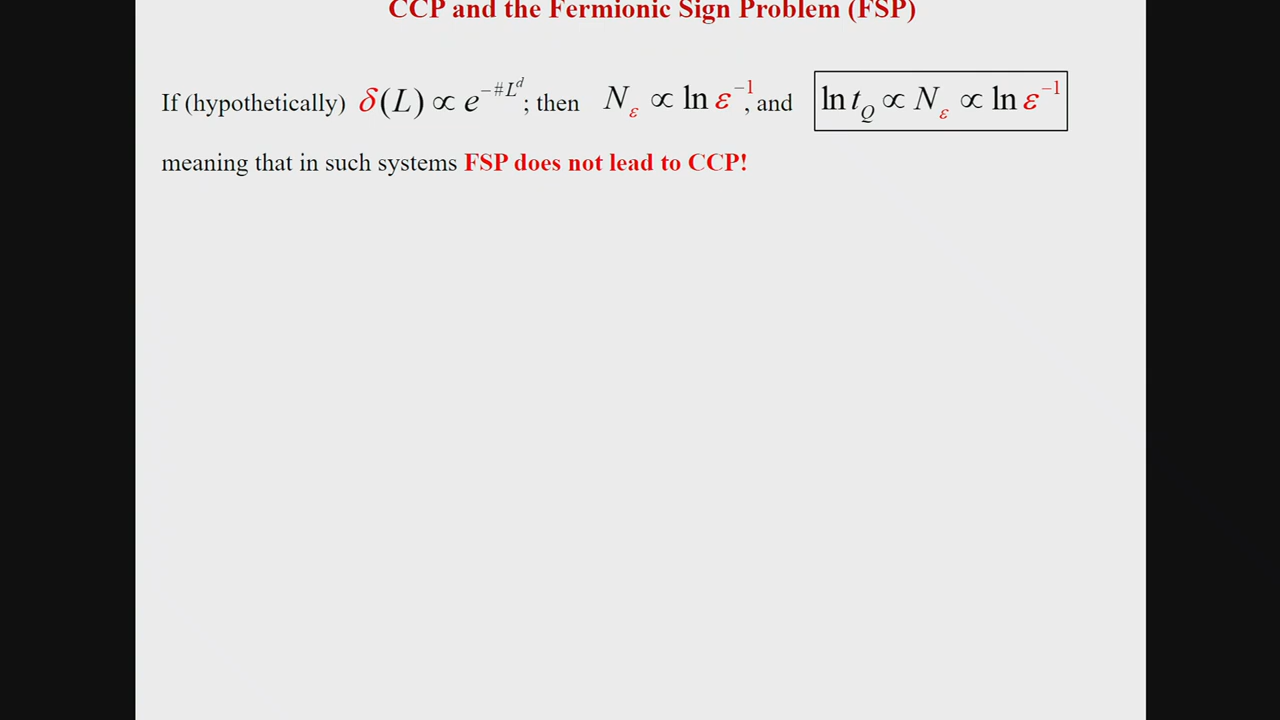 CCP and the Fermionic Sign Problem (FSP)
If (hypothetically) δ(L) ∝ e^{−#L^d}; then N_ε ∝ ln ε^{−1}, and ln t_Q ∝ N_ε ∝ ln ε^{−1}
meaning that in such systems FSP does not lead to CCP!